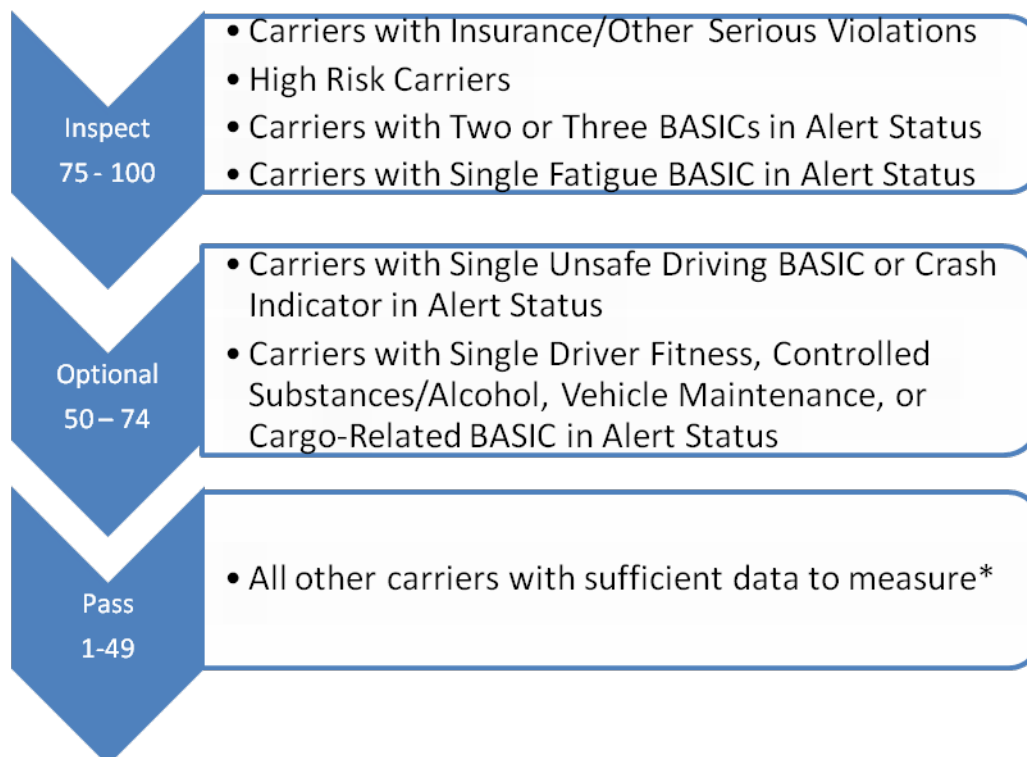 Inspect
75 - 100
• Carriers with Insurance/Other Serious Violations
• High Risk Carriers
• Carriers with Two or Three BASICs in Alert Status
• Carriers with Single Fatigue BASIC in Alert Status
Optional
50 – 74
• Carriers with Single Unsafe Driving BASIC or Crash
Indicator in Alert Status
• Carriers with Single Driver Fitness, Controlled
Substances/Alcohol, Vehicle Maintenance, or
Cargo-Related BASIC in Alert Status
Pass
1-49
• All other carriers with sufficient data to measure*